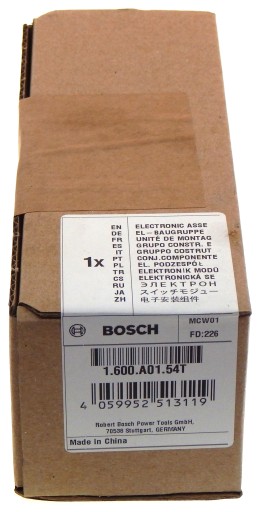 1x
EN ELECTRONIC ASSE
DE EL-BAUGRUPPE
FR UNITÉ DE MONTAG
ES GRUPO CONSTR. E
IT GRUPPO COSTRUT
PT CONJ.COMPONENTE
PL EL. PODZESPÓŁ
TR ELEKTRONIK MODÜ
CS ELEKTRONICKÁ SE
RU ЭЛЕКТРОН
JA スイッチモジュー
ZH 电子安装组件
BOSCH
MCW01
FD:226
1.600.A01.54T
4 059952 513119
Robert Bosch Power Tools GmbH,
70538 Stuttgart, GERMANY
Made in China